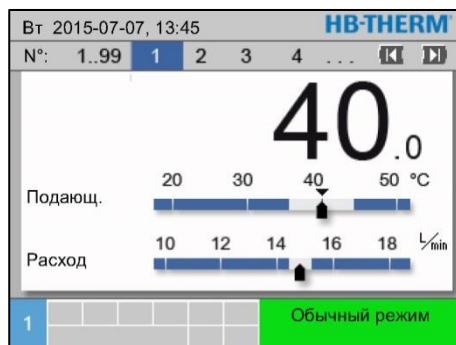 Вт 2015-07-07, 13:45 HB-THERM
N°: 1..99 1 2 3 4 ...
40.0
20 30 40 50 °C
Подающ.
10 12 14 16 18 L/min
Расход
1 Обычный режим